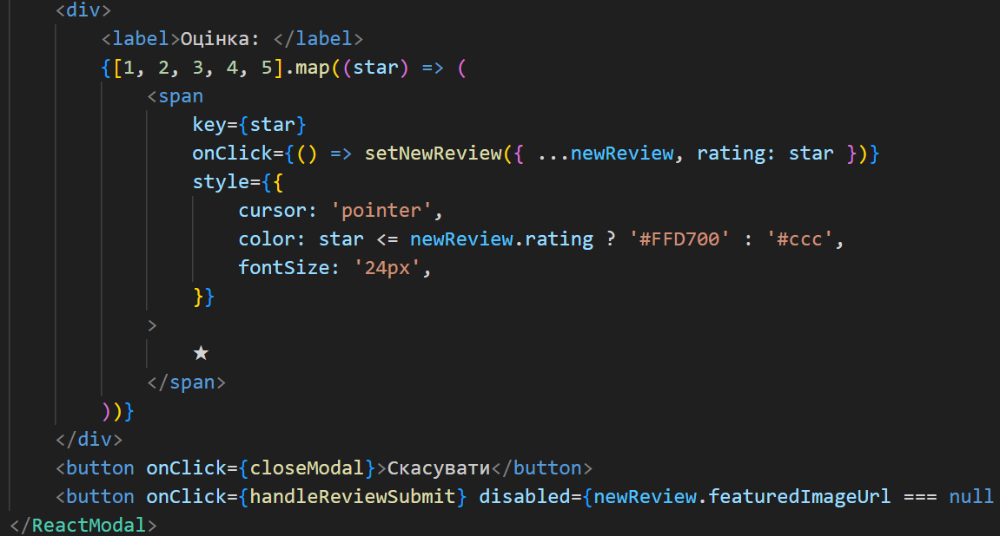 <div>
<label>Оцінка: </label>
{[1, 2, 3, 4, 5].map((star) => (
<span
key={star}
onClick={() => setNewReview({ ...newReview, rating: star })}
style={{
cursor: 'pointer',
color: star <= newReview.rating ? '#FFD700' : '#ccc',
fontSize: '24px',
}}
>
★
</span>
))}
</div>
<button onClick={closeModal}>Скасувати</button>
<button onClick={handleReviewSubmit} disabled={newReview.featuredImageUrl === null
</ReactModal>